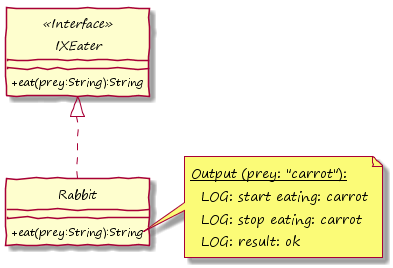 «Interface»
IXEater
+eat(prey:String):String
Rabbit
+eat(prey:String):String
Output (prey: "carrot"):
LOG: start eating: carrot
LOG: stop eating: carrot
LOG: result: ok